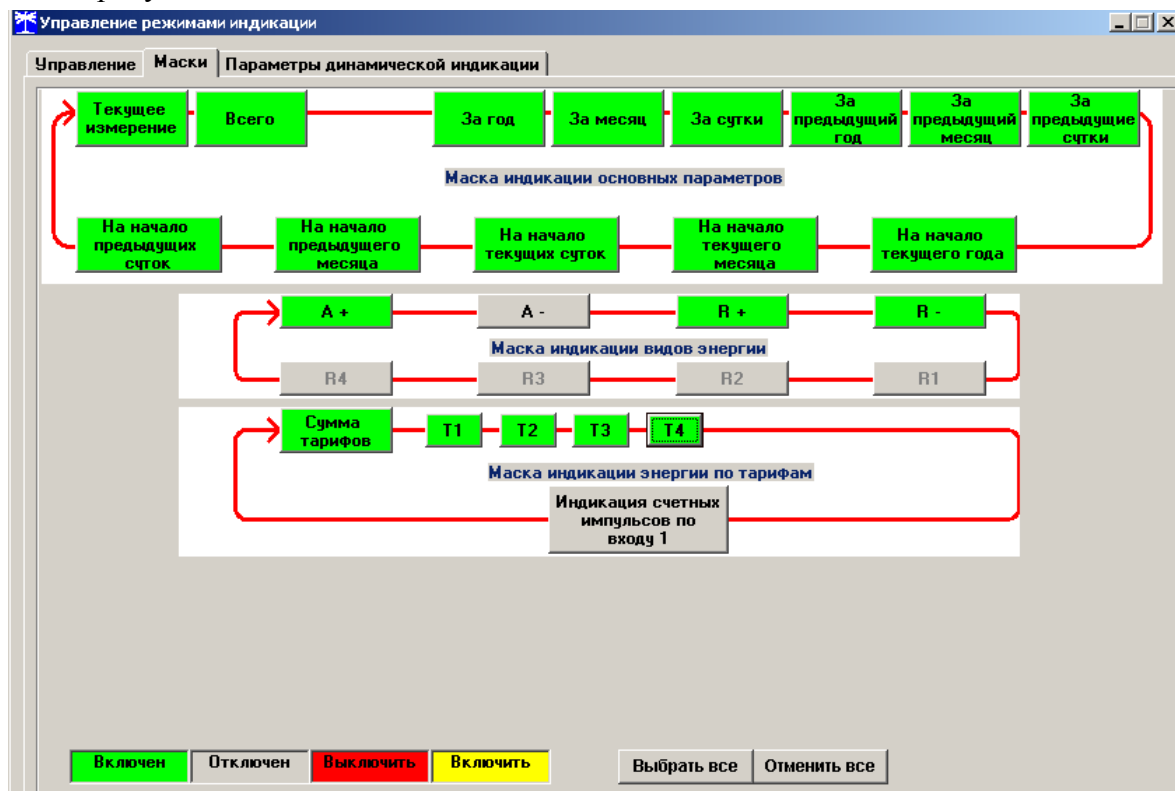 Управление режимами индикации
Управление Маски Параметры динамической индикации
Текущее
измерение
Всего
За год
За месяц
За сутки
За
предыдущий
год
За
предыдущий
месяц
За
предыдущие
сутки
Маска индикации основных параметров
На начало
предыдущих
суток
На начало
предыдущего
месяца
На начало
текущих суток
На начало
текущего
месяца
На начало
текущего года
A +
A -
R +
R -
Маска индикации видов энергии
R4
R3
R2
R1
Сумма
тарифов
T1
T2
T3
T4
Маска индикации энергии по тарифам
Индикация счетных
импульсов по
входу 1
Включен Отключен Выключить Включить Выбрать все Отменить все